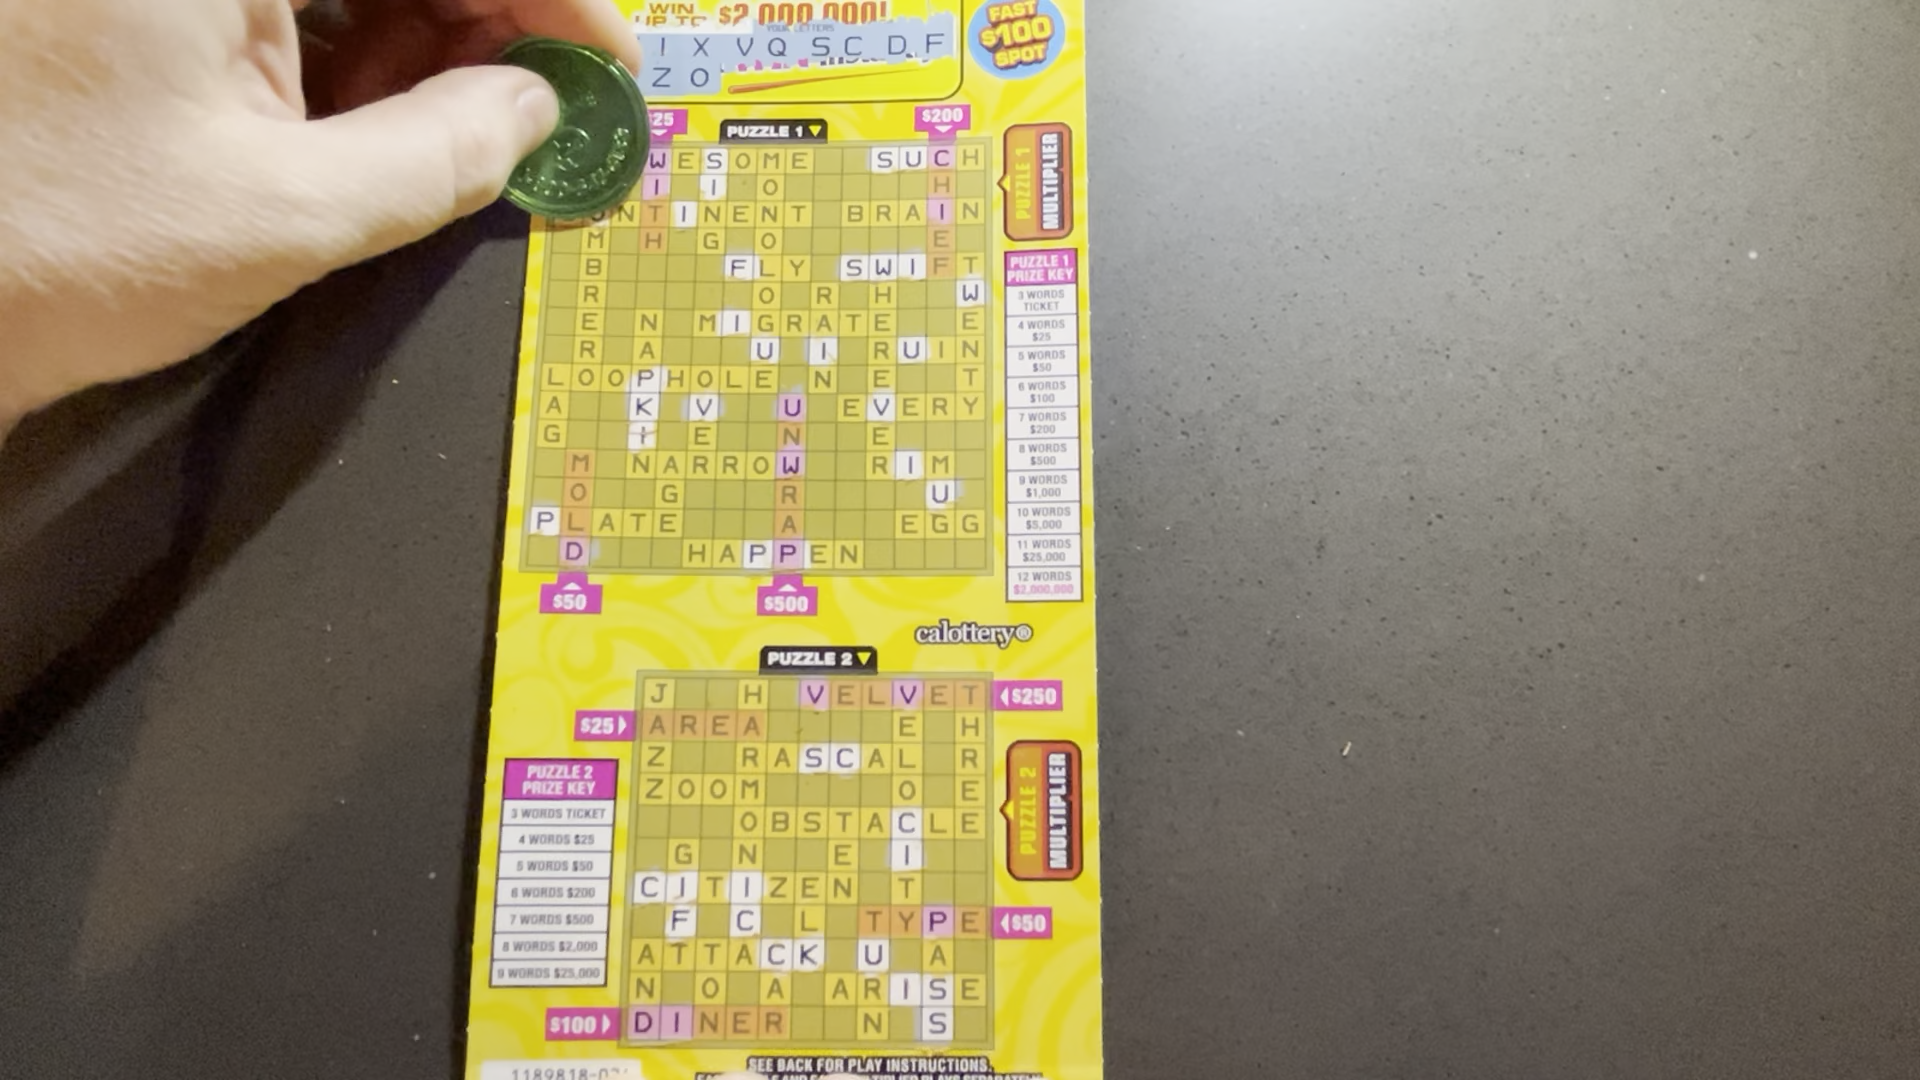 WIN
UP TO $2,000,000!
YOUR LETTERS
I X V Q S C D F
Z O
FAST
$100
SPOT
$25
$200
PUZZLE 1
WESOME SUCH
I I O H
NTINENT BRAIN
M H G O E
B FLY SWIFT
R O R H W
E N MIGRATE E
R A U I RUIN
LOOPHOLE N E T
A K V U EVERY
G I E N E
M NARROW RIM
O G R U
PLATE A EGG
D HAPPEN
$50
$500
PUZZLE 1
MULTIPLIER
PUZZLE 1
PRIZE KEY
3 WORDS
TICKET
4 WORDS
$25
5 WORDS
$50
6 WORDS
$100
7 WORDS
$200
8 WORDS
$500
9 WORDS
$1,000
10 WORDS
$5,000
11 WORDS
$25,000
12 WORDS
$2,000,000
calottery®
PUZZLE 2
J H VELVET
$250
$25
AREA E H
Z RASCAL R
ZOOM O E
OBSTACLE
G N E I
CITIZEN T
F C L TYPE
$50
ATTACK U A
N O A ARISE
$100
DINER N S
PUZZLE 2
PRIZE KEY
3 WORDS TICKET
4 WORDS $25
5 WORDS $50
6 WORDS $200
7 WORDS $500
8 WORDS $2,000
9 WORDS $25,000
PUZZLE 2
MULTIPLIER
SEE BACK FOR PLAY INSTRUCTIONS.